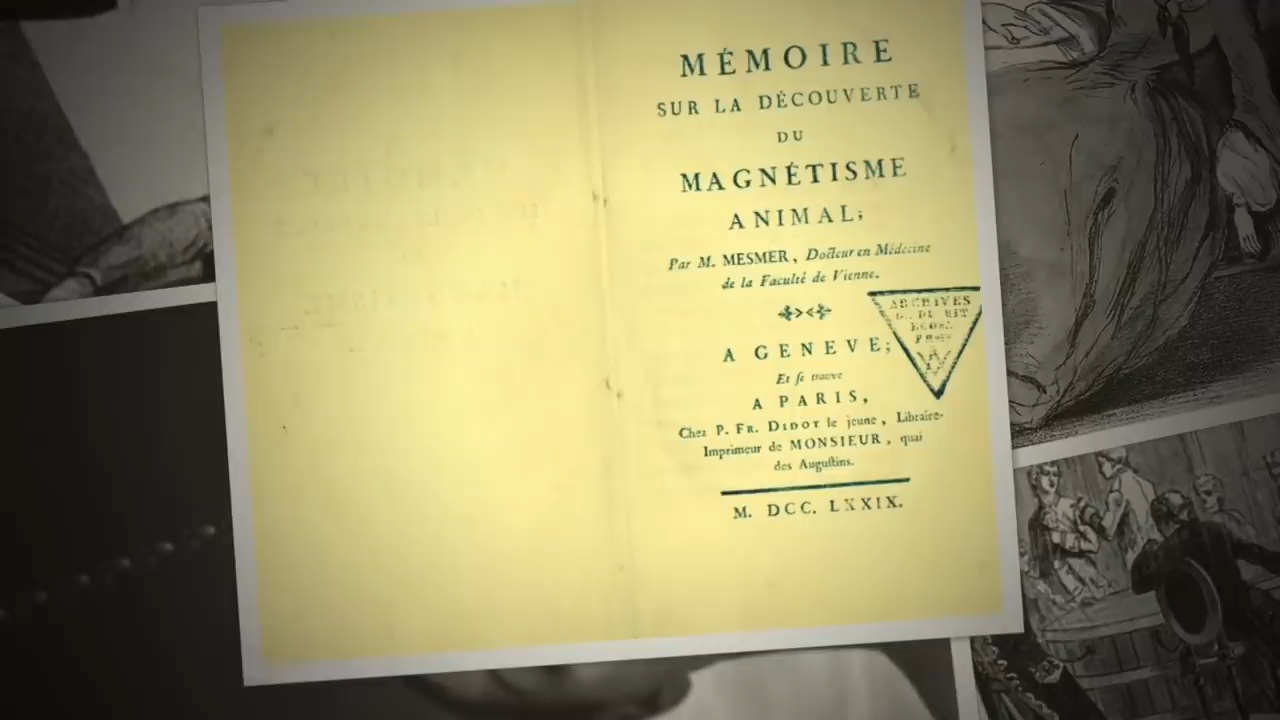 MÉMOIRE
SUR LA DÉCOUVERTE
DU
MAGNÉTISME
ANIMAL;
Par M. MESMER, Docteur en Médecine
de la Faculté de Vienne.
ARCHIVES
A GENEVE;
Et se trouve
A PARIS,
Chez P. FR. DIDOT le jeune, Libraire-
Imprimeur de MONSIEUR, quai
des Augustins.
M. DCC. LXXIX.